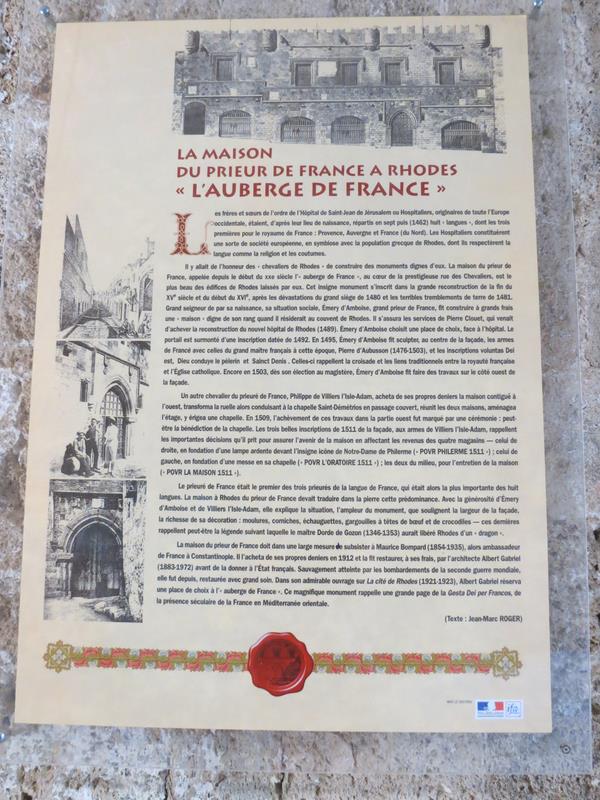 LA MAISON
DU PRIEUR DE FRANCE A RHODES
« L'AUBERGE DE FRANCE »
Les frères et sœurs de l'ordre de l'Hôpital de Saint-Jean de Jérusalem ou Hospitaliers, originaires de toute l'Europe
occidentale, étaient, d'après leur lieu de naissance, répartis en sept puis (1462) huit « langues », dont les trois
premières pour le royaume de France : Provence, Auvergne et France (du Nord). Les Hospitaliers constituèrent
une sorte de société européenne, en symbiose avec la population grecque de Rhodes, dont ils respectèrent la
langue comme la religion et les coutumes.
Il y allait de l'honneur des « chevaliers de Rhodes » de construire des monuments dignes d'eux. La maison du prieur de
France, appelée depuis le début du XXe siècle l'« auberge de France », au cœur de la prestigieuse rue des Chevaliers, est le
plus beau des édifices de Rhodes laissés par eux. Cet insigne monument s'inscrit dans la grande reconstruction de la fin du
XVe siècle et du début du XVIe, après les dévastations du grand siège de 1480 et les terribles tremblements de terre de 1481.
Grand seigneur de par sa naissance, sa situation sociale, Émery d'Amboise, grand prieur de France, fit construire à grands frais
une « maison » digne de son rang quand il résiderait au couvent de Rhodes. Il s'assura les services de Pierre Clouet, qui venait
d'achever la reconstruction du nouvel hôpital de Rhodes (1489). Émery d'Amboise choisit une place de choix, face à l'hôpital. Le
portail est surmonté d'une inscription datée de 1492. En 1495, Émery d'Amboise fit sculpter, au centre de la façade, les armes
de France avec celles du grand maître français à cette époque, Pierre d'Aubusson (1476-1503), et les inscriptions voluntas Dei
est, Dieu conduye le pèlerin et Sainct Denis . Celles-ci rappellent la croisade et les liens traditionnels entre la royauté française
et l'Église catholique. Encore en 1503, dès son élection au magistère, Émery d'Amboise fit faire des travaux sur le côté ouest de
la façade.
Un autre chevalier du prieuré de France, Philippe de Villiers l'Isle-Adam, acheta de ses propres deniers la maison contiguë à
l'ouest, transforma la ruelle alors conduisant à la chapelle Saint-Démétrios en passage couvert, réunit les deux maisons, aménagea
l'étage, y érigea une chapelle. En 1509, l'achèvement de ces travaux dans la partie ouest fut marqué par une cérémonie : peut-
être la bénédiction de la chapelle. Les trois belles inscriptions de 1511 de la façade, aux armes de Villiers l'Isle-Adam, rappellent
les importantes décisions qu'il prit pour assurer l'avenir de la maison en affectant les revenus des quatre magasins — celui de
droite, en fondation d'une lampe ardente devant l'insigne icône de Notre-Dame de Philerme (« POVR PHILERME 1511 ») ; celui de
gauche, en fondation d'une messe en sa chapelle (« POVR L'ORATOIRE 1511 ») ; les deux du milieu, pour l'entretien de la maison
(« POVR LA MAISON 1511 »).
Le prieuré de France était le premier des trois prieurés de la langue de France, qui était alors la plus importante des huit
langues. La maison à Rhodes du prieur de France devait traduire dans la pierre cette prédominance. Avec la générosité d'Émery
d'Amboise et de Villiers l'Isle-Adam, elle explique la situation, l'ampleur du monument, que soulignent la largeur de la façade,
la richesse de sa décoration : moulures, corniches, échauguettes, gargouilles à têtes de bœuf et de crocodiles — ces dernières
rappellent peut-être la légende suivant laquelle le maître Dorde de Gozon (1346-1353) aurait libéré Rhodes d'un « dragon ».
La maison du prieur de France doit dans une large mesure de subsister à Maurice Bompard (1854-1935), alors ambassadeur
de France à Constantinople. Il l'acheta de ses propres deniers en 1912 et la fit restaurer, à ses frais, par l'architecte Albert Gabriel
(1883-1972) avant de la donner à l'État français. Sauvagement atteinte par les bombardements de la seconde guerre mondiale,
elle fut depuis, restaurée avec grand soin. Dans son admirable ouvrage sur La cité de Rhodes (1921-1923), Albert Gabriel réserva
une place de choix à l'« auberge de France ». Ce magnifique monument rappelle une grande page de la Gesta Dei per Francos, de
la présence séculaire de la France en Méditerranée orientale.
(Texte : Jean-Marc ROGER)